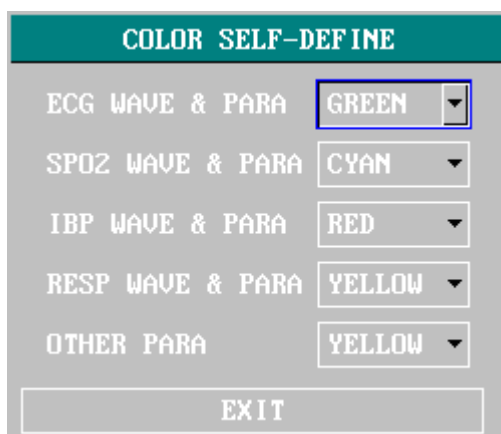 COLOR SELF-DEFINE
ECG WAVE & PARA GREEN
SPO2 WAVE & PARA CYAN
IBP WAVE & PARA RED
RESP WAVE & PARA YELLOW
OTHER PARA YELLOW
EXIT